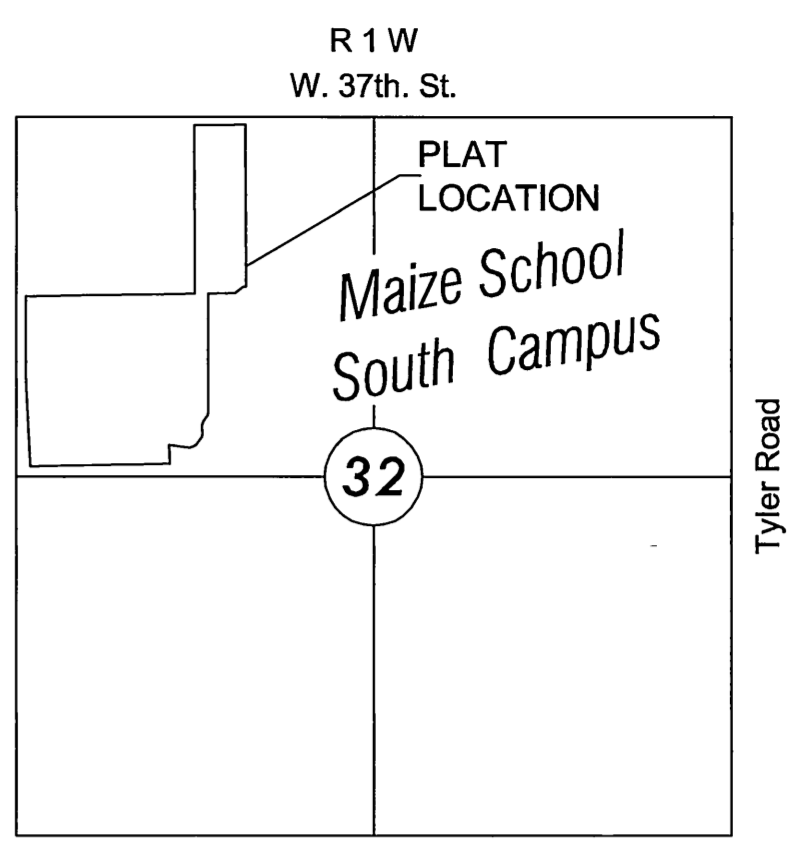 R 1 W
W. 37th. St.
PLAT
LOCATION
Maize School
South Campus
32
Tyler Road